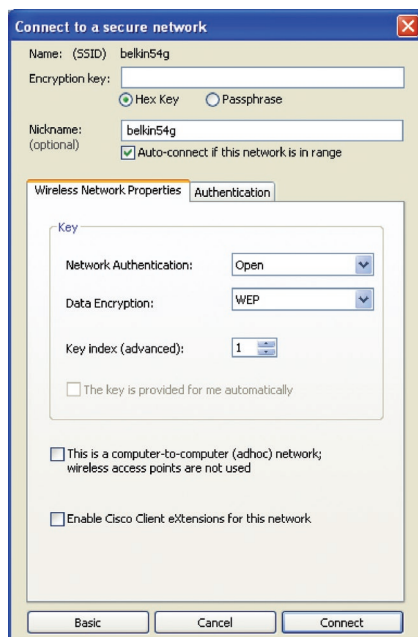 Connect to a secure network
Name: (SSID) belkin54g
Encryption key:
Hex Key Passphrase
Nickname: belkin54g
(optional)
Auto-connect if this network is in range
Wireless Network Properties Authentication
Key
Network Authentication: Open
Data Encryption: WEP
Key index (advanced): 1
The key is provided for me automatically
This is a computer-to-computer (adhoc) network;
wireless access points are not used
Enable Cisco Client eXtensions for this network
Basic Cancel Connect